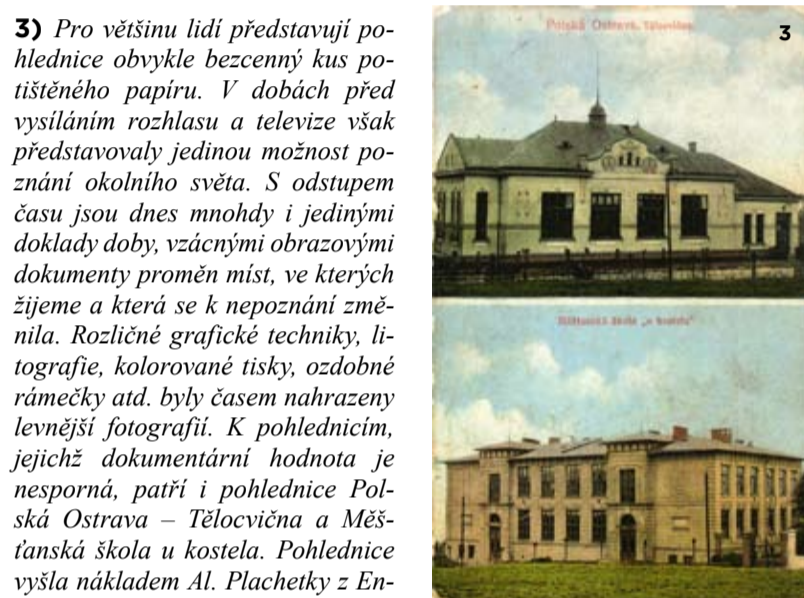 3) Pro většinu lidí představují po-
hlednice obvykle bezcenný kus po-
tištěného papíru. V dobách před
vysíláním rozhlasu a televize však
představovaly jedinou možnost po-
znání okolního světa. S odstupem
času jsou dnes mnohdy i jedinými
doklady doby, vzácnými obrazovými
dokumenty proměn míst, ve kterých
žijeme a která se k nepoznání změ-
nila. Rozličné grafické techniky, li-
tografie, kolorované tisky, ozdobné
rámečky atd. byly časem nahrazeny
levnější fotografií. K pohlednicím,
jejichž dokumentární hodnota je
nesporná, patří i pohlednice Pol-
ská Ostrava – Tělocvična a Měš-
ťanská škola u kostela. Pohlednice
vyšla nákladem Al. Plachetky z En-
Polská Ostrava. Tělocvična.
3
Měšťanská škola „u kostela"